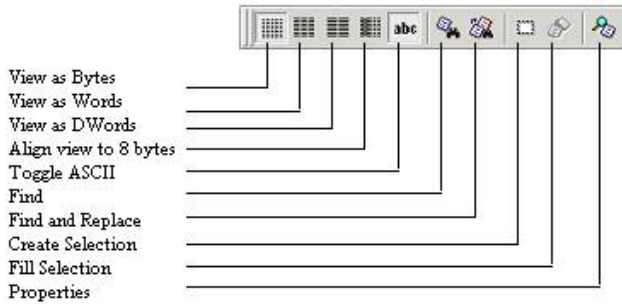 abc
View as Bytes
View as Words
View as DWords
Align view to 8 bytes
Toggle ASCII
Find
Find and Replace
Create Selection
Fill Selection
Properties